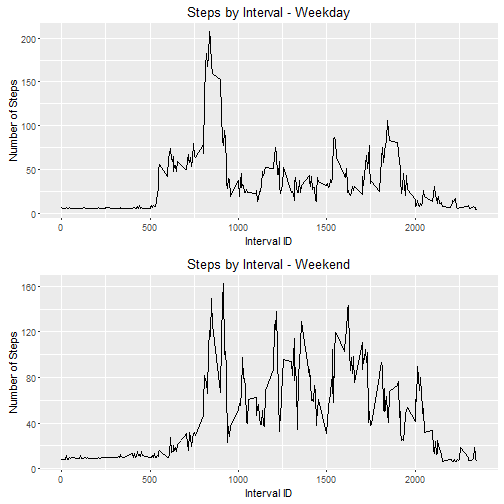 Steps by Interval - Weekday
200
150
100
50
0
Number of Steps
0 500 1000 1500 2000
Interval ID
Steps by Interval - Weekend
160
120
80
40
0
Number of Steps
0 500 1000 1500 2000
Interval ID